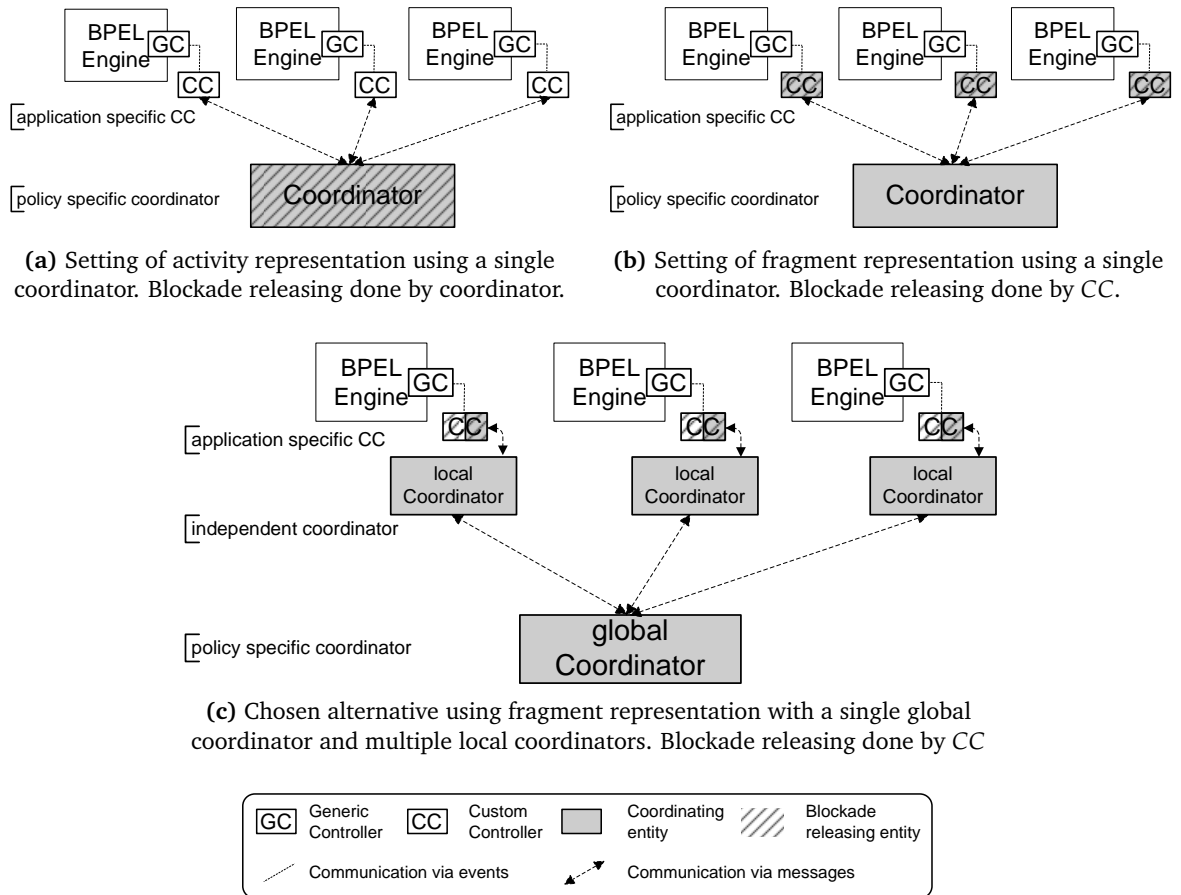 BPEL
Engine
GC
CC
BPEL
Engine
GC
CC
BPEL
Engine
GC
CC
application specific CC
Coordinator
policy specific coordinator
(a) Setting of activity representation using a single
coordinator. Blockade releasing done by coordinator.
BPEL
Engine
GC
CC
BPEL
Engine
GC
CC
BPEL
Engine
GC
CC
application specific CC
Coordinator
policy specific coordinator
(b) Setting of fragment representation using a single
coordinator. Blockade releasing done by CC.
BPEL
Engine
GC
CC
BPEL
Engine
GC
CC
BPEL
Engine
GC
CC
application specific CC
local
Coordinator
local
Coordinator
local
Coordinator
independent coordinator
global
Coordinator
policy specific coordinator
(c) Chosen alternative using fragment representation with a single global
coordinator and multiple local coordinators. Blockade releasing done by CC
GC Generic
Controller
CC Custom
Controller
Coordinating
entity
Blockade
releasing entity
Communication via events
Communication via messages